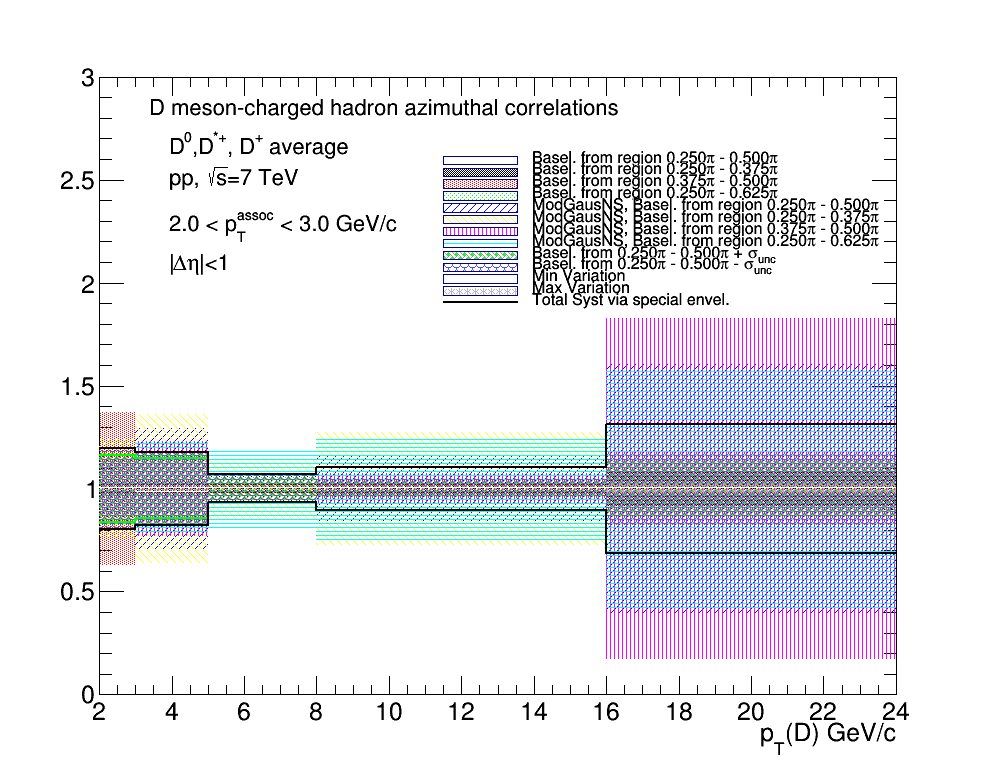 D meson-charged hadron azimuthal correlations
D⁰,D*⁺, D⁺ average
pp, √s=7 TeV
2.0 < p_T^assoc < 3.0 GeV/c
|Δη|<1
Basel. from region 0.250π - 0.500π
Basel. from region 0.250π - 0.375π
Basel. from region 0.375π - 0.500π
Basel. from region 0.250π - 0.625π
ModGausNS, Basel. from region 0.250π - 0.500π
ModGausNS, Basel. from region 0.250π - 0.375π
ModGausNS, Basel. from region 0.375π - 0.500π
ModGausNS, Basel. from region 0.250π - 0.625π
Basel. from 0.250π - 0.500π + σ_unc
Basel. from 0.250π - 0.500π - σ_unc
Min Variation
Max Variation
Total Syst via special envel.
3
2.5
2
1.5
1
0.5
0
2 4 6 8 10 12 14 16 18 20 22 24
p_T(D) GeV/c